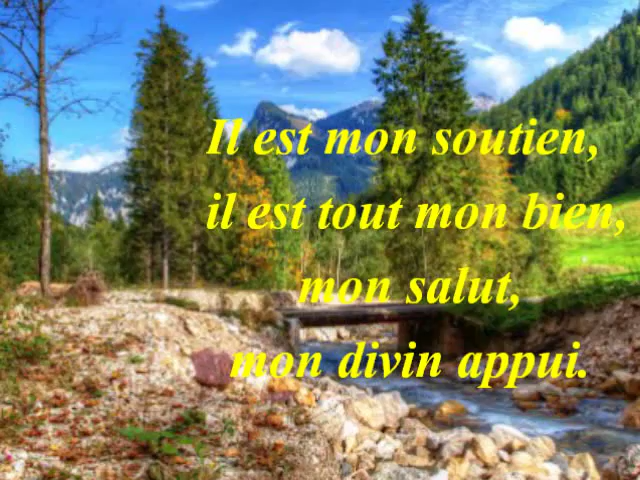 Il est mon soutien,
il est tout mon bien,
mon salut,
mon divin appui.